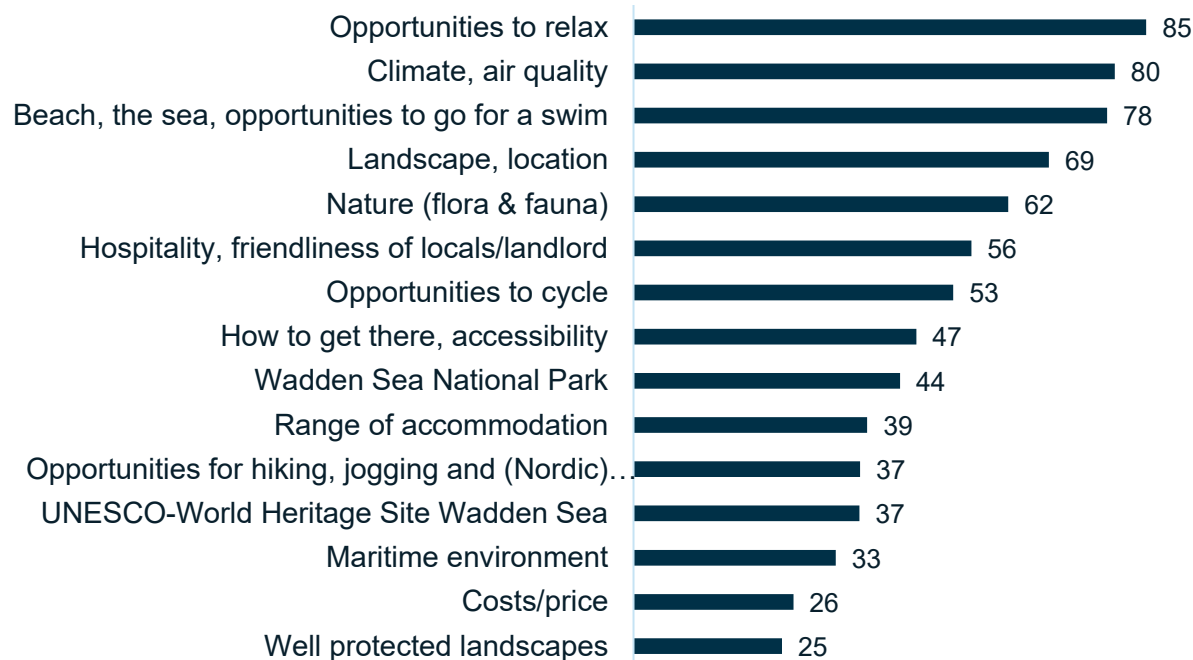 Opportunities to relax 85
Climate, air quality 80
Beach, the sea, opportunities to go for a swim 78
Landscape, location 69
Nature (flora & fauna) 62
Hospitality, friendliness of locals/landlord 56
Opportunities to cycle 53
How to get there, accessibility 47
Wadden Sea National Park 44
Range of accommodation 39
Opportunities for hiking, jogging and (Nordic)… 37
UNESCO-World Heritage Site Wadden Sea 37
Maritime environment 33
Costs/price 26
Well protected landscapes 25